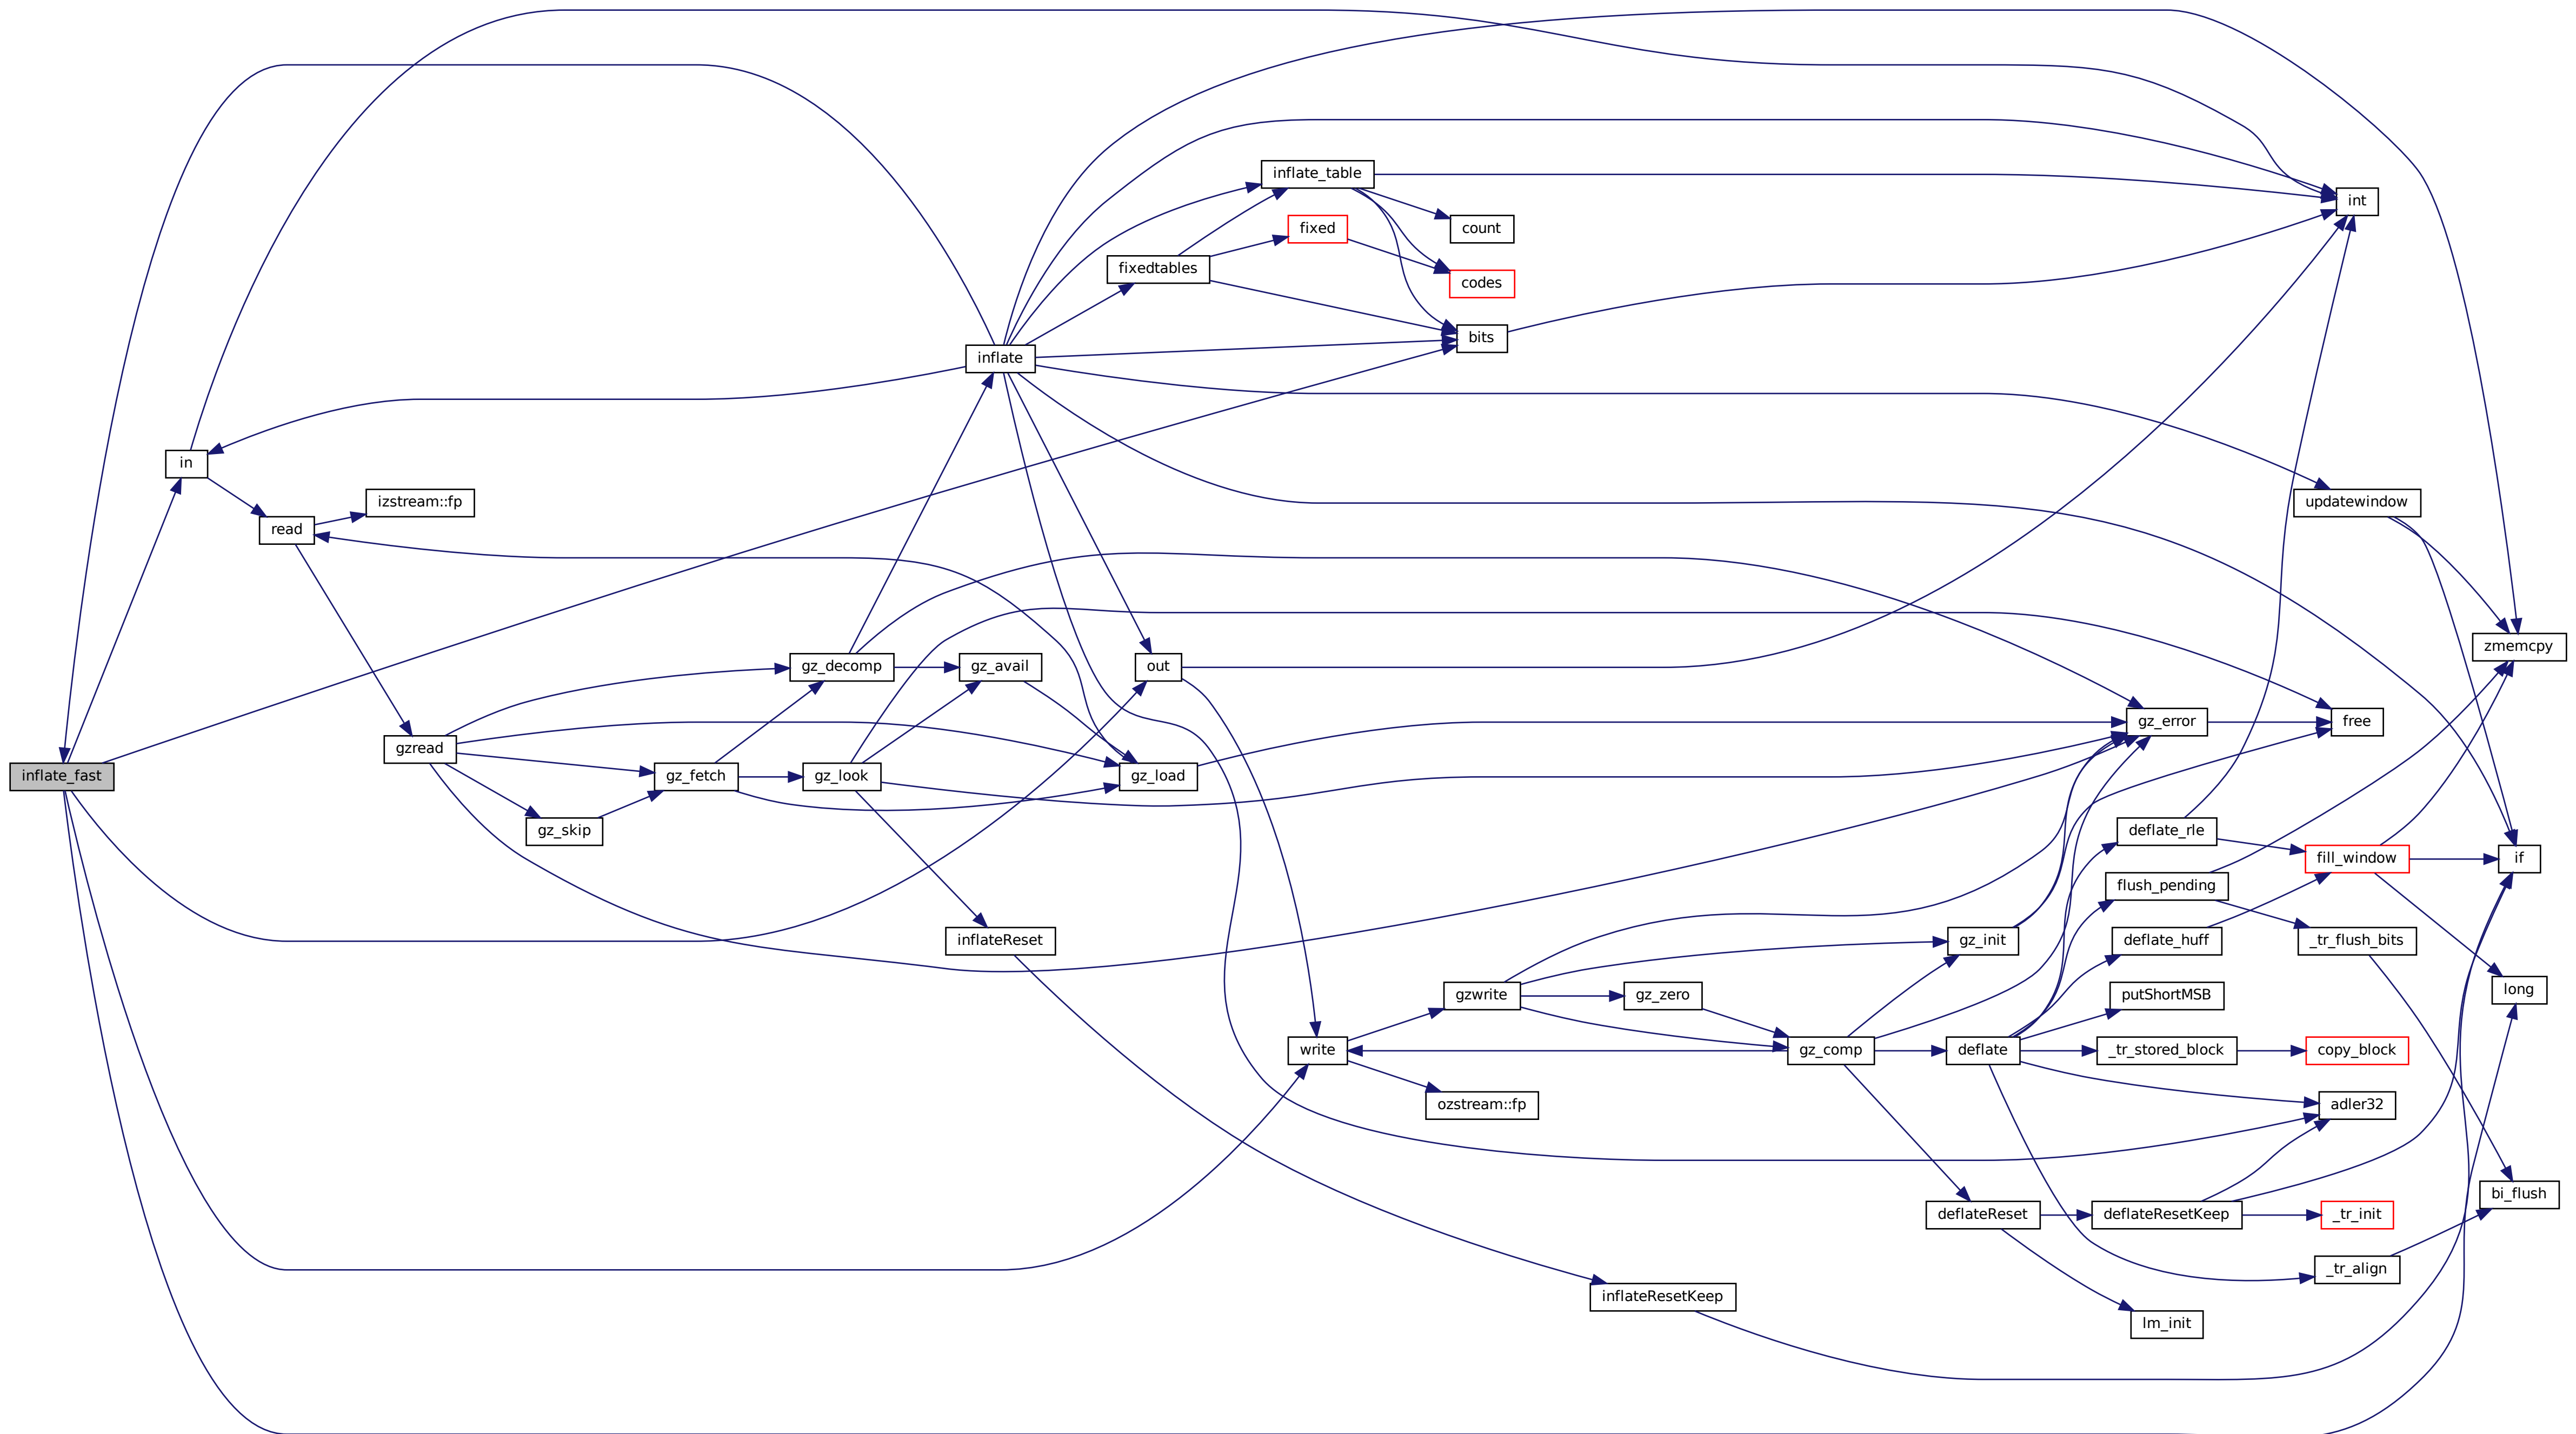 inflate_table
int
fixed
count
fixedtables
codes
bits
inflate
in
izstream::fp
updatewindow
read
zmemcpy
gz_decomp
gz_avail
out
gz_error
free
gzread
inflate_fast
gz_fetch
gz_look
gz_load
gz_skip
deflate_rle
fill_window
if
flush_pending
inflateReset
gz_init
deflate_huff
_tr_flush_bits
gzwrite
gz_zero
putShortMSB
long
write
gz_comp
deflate
_tr_stored_block
copy_block
ozstream::fp
adler32
bi_flush
deflateReset
deflateResetKeep
_tr_init
_tr_align
inflateResetKeep
lm_init